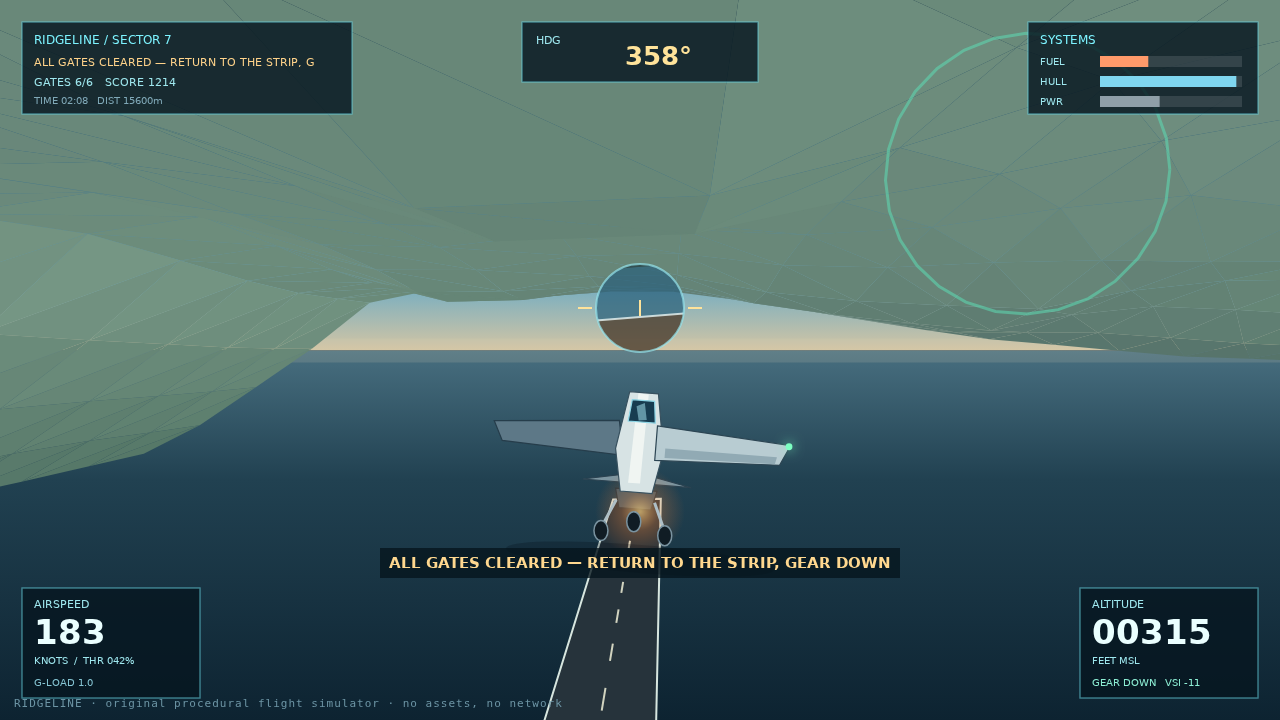 RIDGELINE / SECTOR 7
ALL GATES CLEARED — RETURN TO THE STRIP, G
GATES 6/6 SCORE 1214
TIME 02:08 DIST 15600m
HDG
358°
SYSTEMS
FUEL
HULL
PWR
ALL GATES CLEARED — RETURN TO THE STRIP, GEAR DOWN
AIRSPEED
183
KNOTS / THR 042%
G-LOAD 1.0
ALTITUDE
00315
FEET MSL
GEAR DOWN VSI -11
RIDGELINE · original procedural flight simulator · no assets, no network